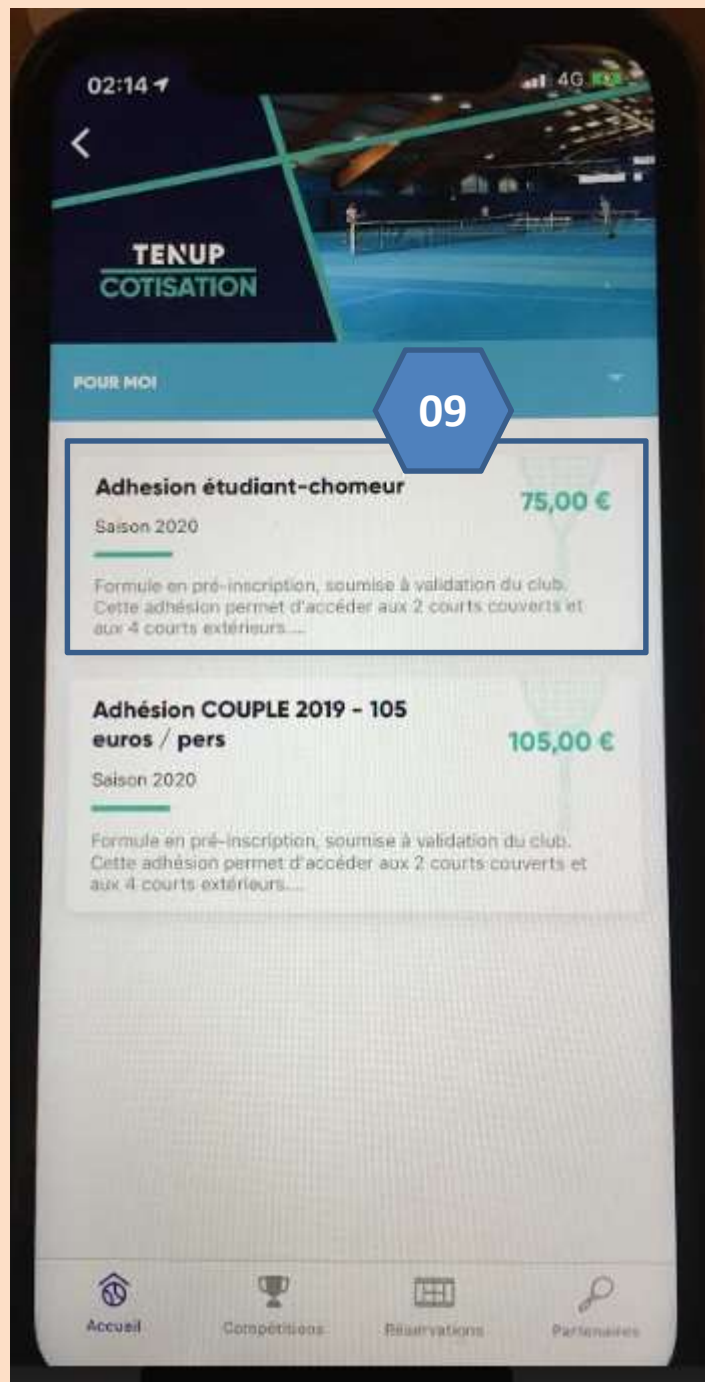 02:14
4G
TENUP
COTISATION
POUR MOI
09
Adhesion étudiant-chomeur
75,00 €
Saison 2020
Formule en pré-inscription, soumise à validation du club.
Cette adhésion permet d'accéder aux 2 courts couverts et
aux 4 courts extérieurs....
Adhésion COUPLE 2019 - 105
euros / pers
105,00 €
Saison 2020
Formule en pré-inscription, soumise à validation du club.
Cette adhésion permet d'accéder aux 2 courts couverts et
aux 4 courts extérieurs....
Accueil
Compétitions
Réservations
Partenaires